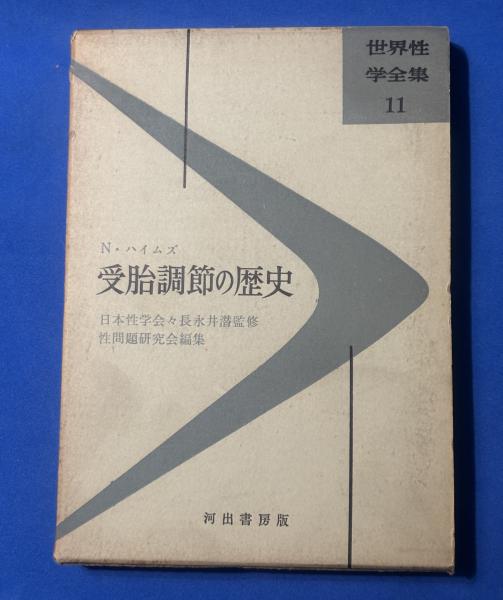 世界性
学全集
11
N・ハイムズ
受胎調節の歴史
日本性学会々長永井潜監修
性問題研究会編集
河出書房版